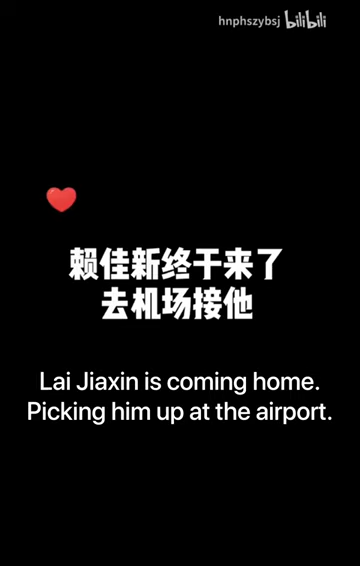 hnphszybsj bilibili
赖佳新终于来了
去机场接他
Lai Jiaxin is coming home.
Picking him up at the airport.